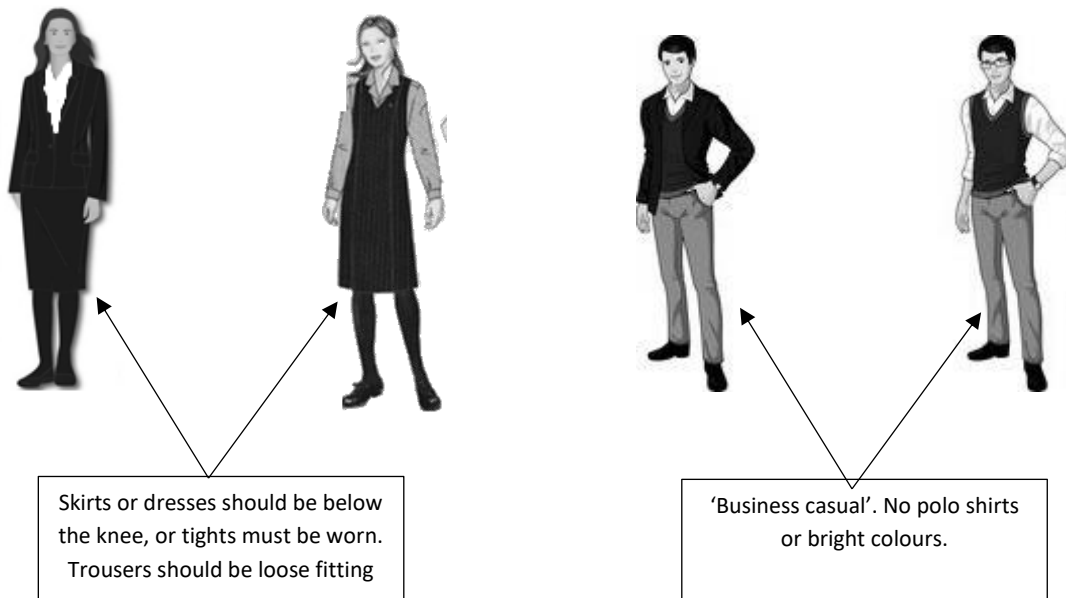 Skirts or dresses should be below
the knee, or tights must be worn.
Trousers should be loose fitting
‘Business casual’. No polo shirts
or bright colours.